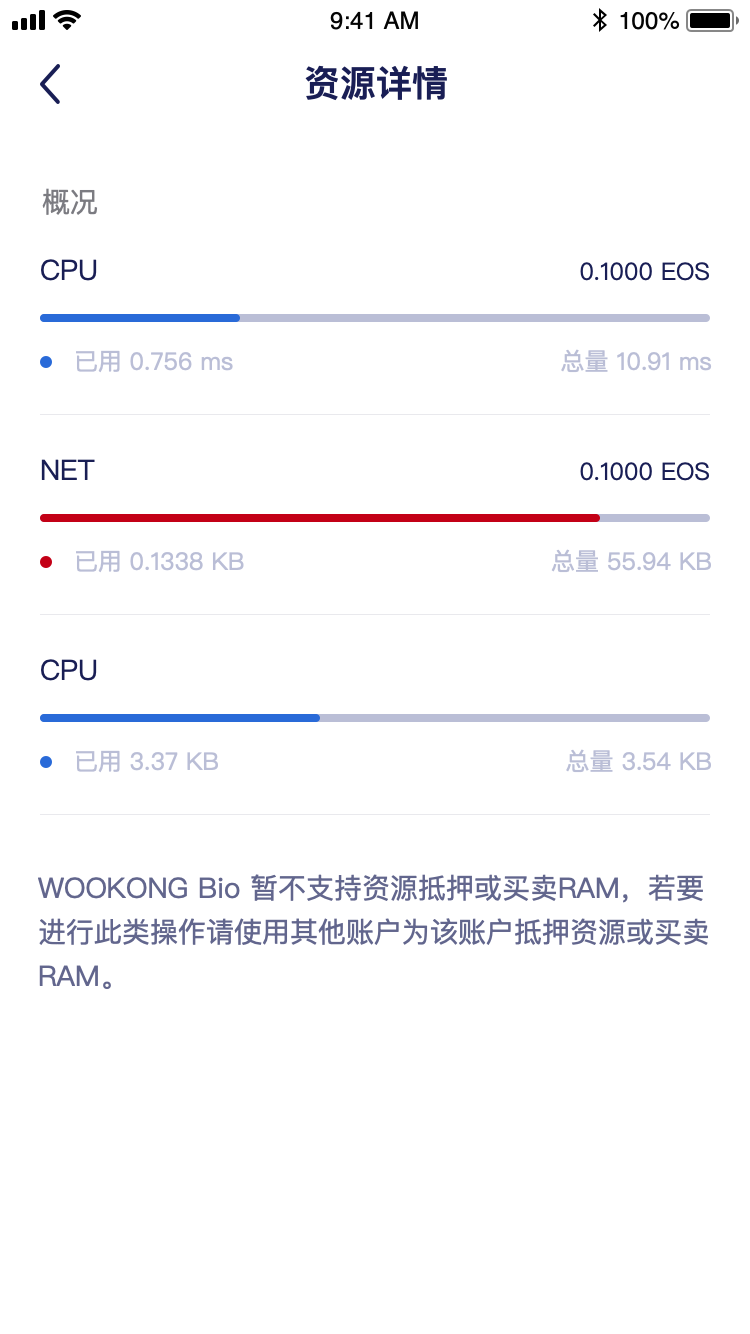 9:41 AM 100%
资源详情
概况
CPU 0.1000 EOS
已用 0.756 ms 总量 10.91 ms
NET 0.1000 EOS
已用 0.1338 KB 总量 55.94 KB
CPU
已用 3.37 KB 总量 3.54 KB
WOOKONG Bio 暂不支持资源抵押或买卖RAM，若要
进行此类操作请使用其他账户为该账户抵押资源或买卖
RAM。